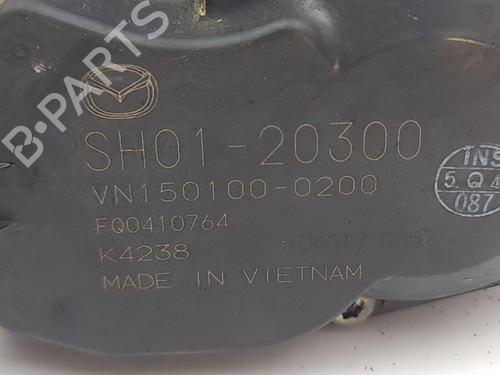 B-PARTS
SH01-20300
VN150100-0200
FQ0410764
K4238
MADE IN VIETNAM
INS
5.Q4
087